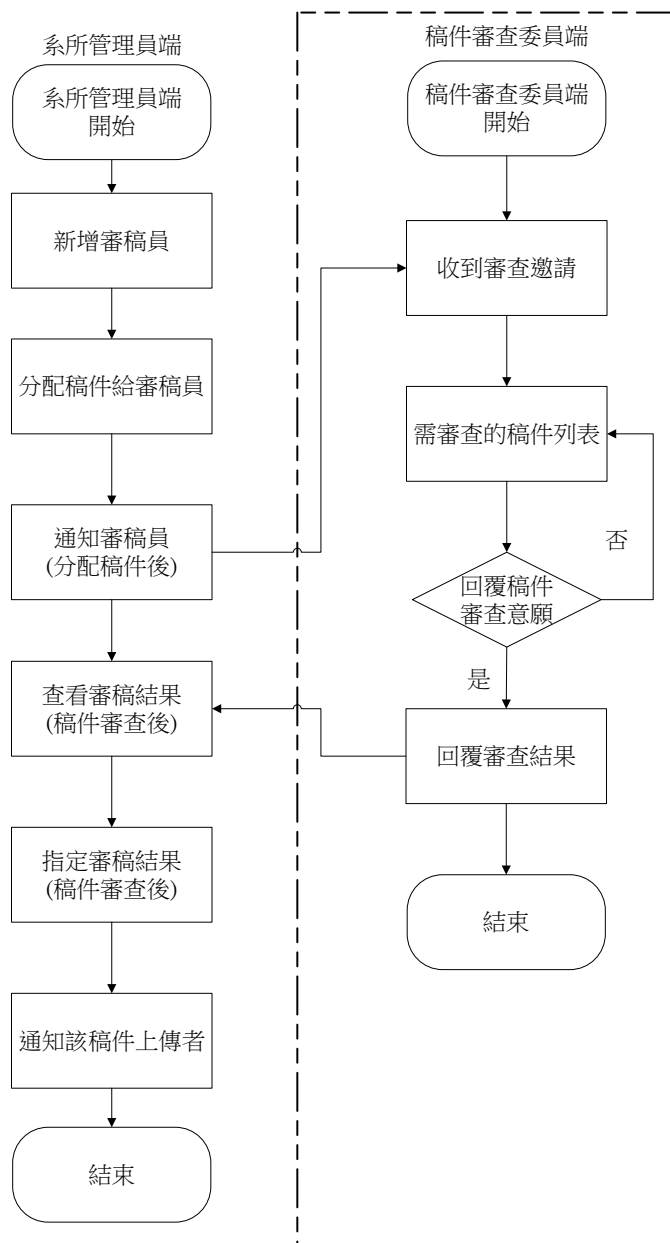 系所管理員端
系所管理員端
開始
新增審稿員
分配稿件給審稿員
通知審稿員
(分配稿件後)
查看審稿結果
(稿件審查後)
指定審稿結果
(稿件審查後)
通知該稿件上傳者
結束
稿件審查委員端
稿件審查委員端
開始
收到審查邀請
需審查的稿件列表
否
回覆稿件
審查意願
是
回覆審查結果
結束